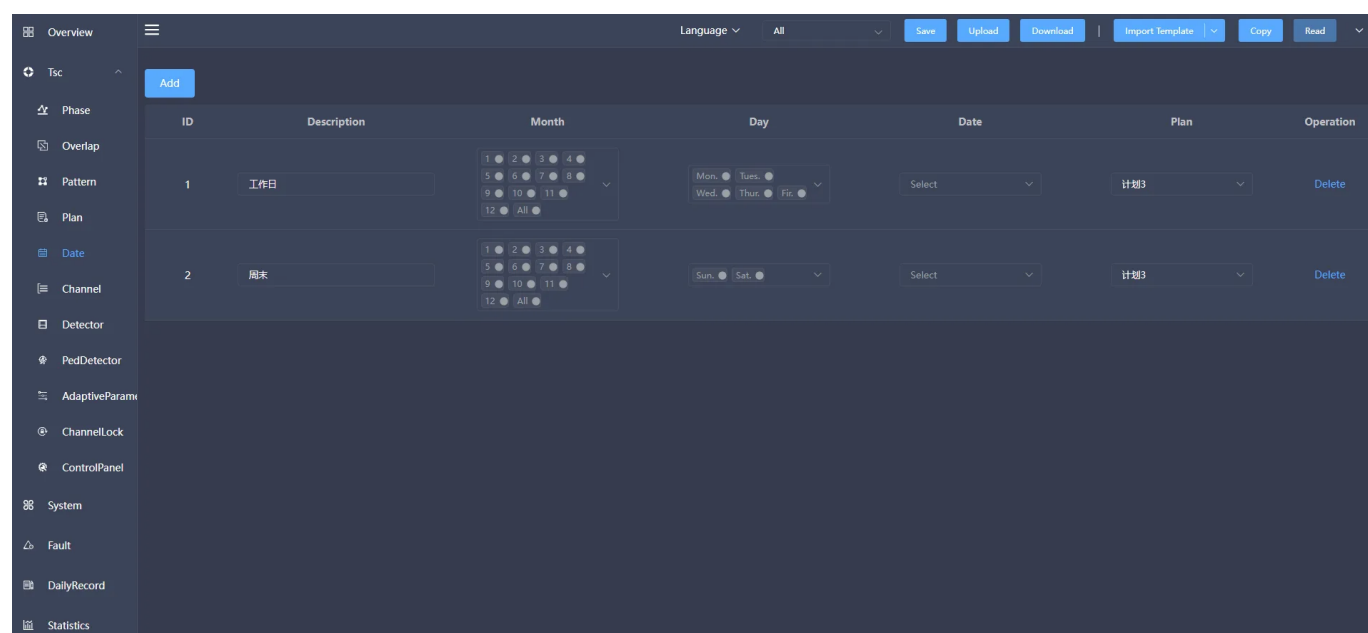 Overview
Language All Save Upload Download | Import Template Copy Read
Tsc
Add
Phase
ID Description Month Day Date Plan Operation
Overlap
Pattern
Plan
Date
Channel
Detector
PedDetector
AdaptiveParame
ChannelLock
ControlPanel
System
Fault
DailyRecord
Statistics
1 工作日
1 2 3 4
5 6 7 8
9 10 11
12 All
Mon. Tues.
Wed. Thur. Fir.
Select 计划3 Delete
2 周末
1 2 3 4
5 6 7 8
9 10 11
12 All
Sun. Sat.
Select 计划3 Delete